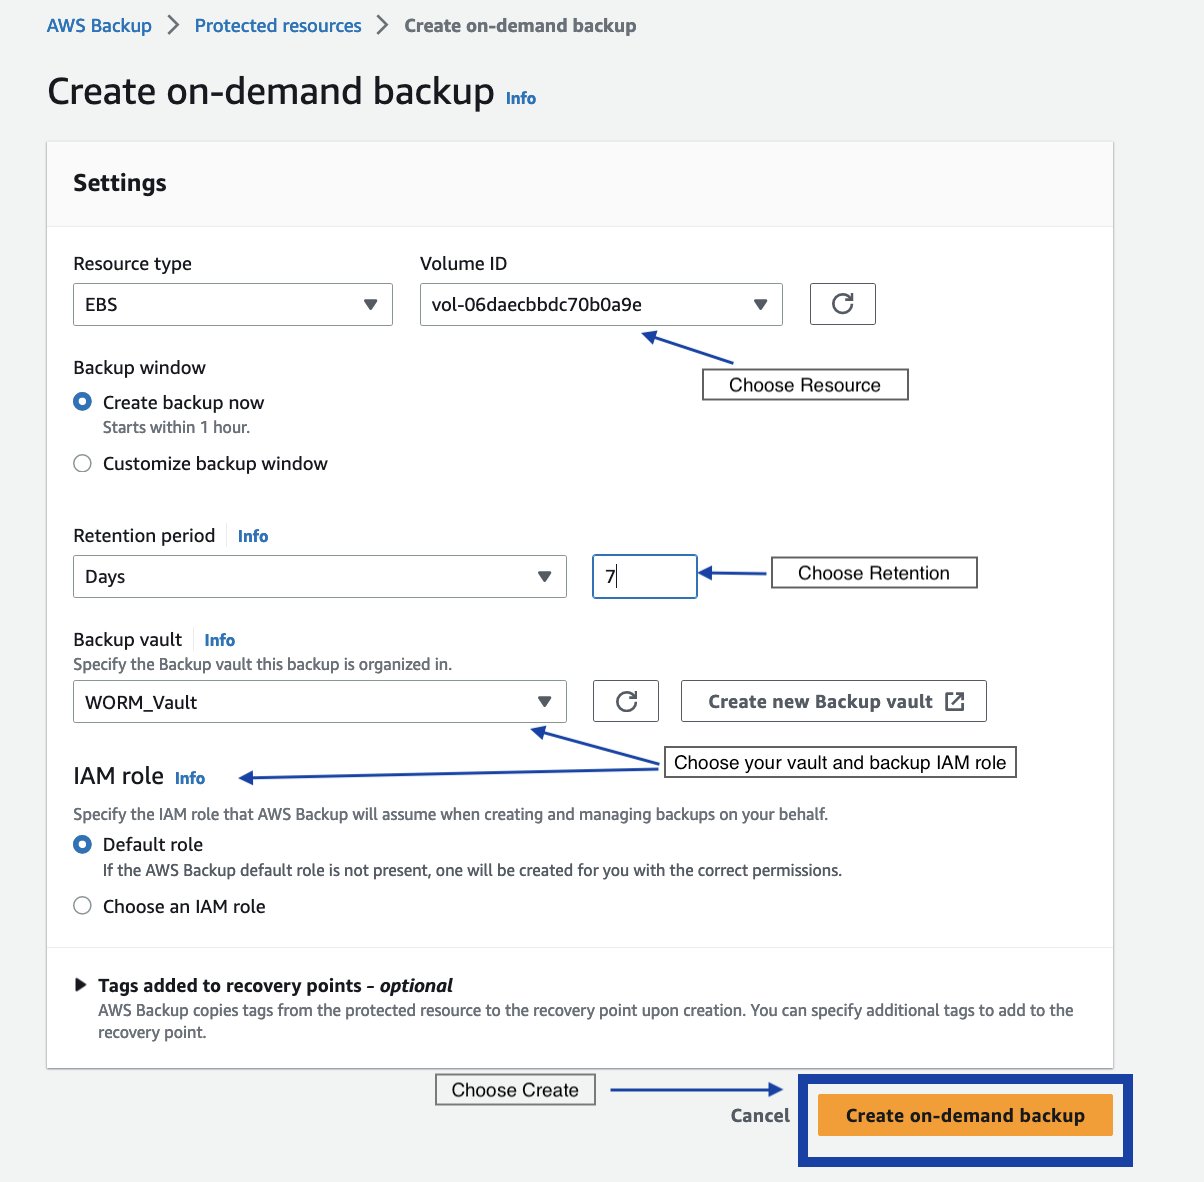 AWS Backup > Protected resources > Create on-demand backup
Create on-demand backup Info
Settings
Resource type Volume ID
EBS vol-06daecbbdc70b0a9e
Backup window Choose Resource
Create backup now
Starts within 1 hour.
Customize backup window
Retention period Info
Days 7 Choose Retention
Backup vault Info
Specify the Backup vault this backup is organized in.
WORM_Vault Create new Backup vault
Choose your vault and backup IAM role
IAM role Info
Specify the IAM role that AWS Backup will assume when creating and managing backups on your behalf.
Default role
If the AWS Backup default role is not present, one will be created for you with the correct permissions.
Choose an IAM role
Tags added to recovery points - optional
AWS Backup copies tags from the protected resource to the recovery point upon creation. You can specify additional tags to add to the
recovery point.
Choose Create
Cancel Create on-demand backup